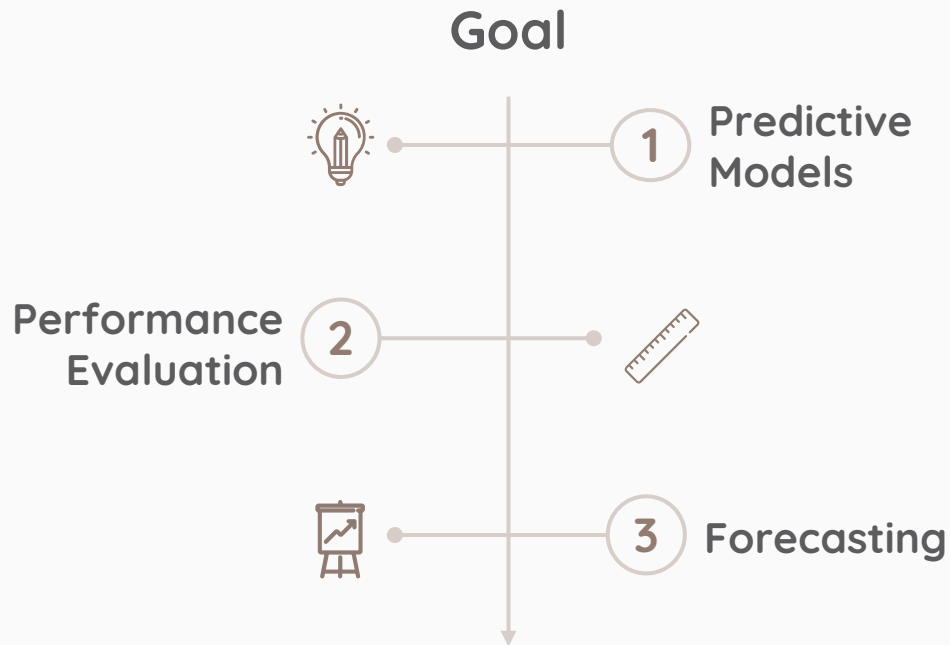 Goal
1
Predictive
Models
Performance
Evaluation
2
3
Forecasting